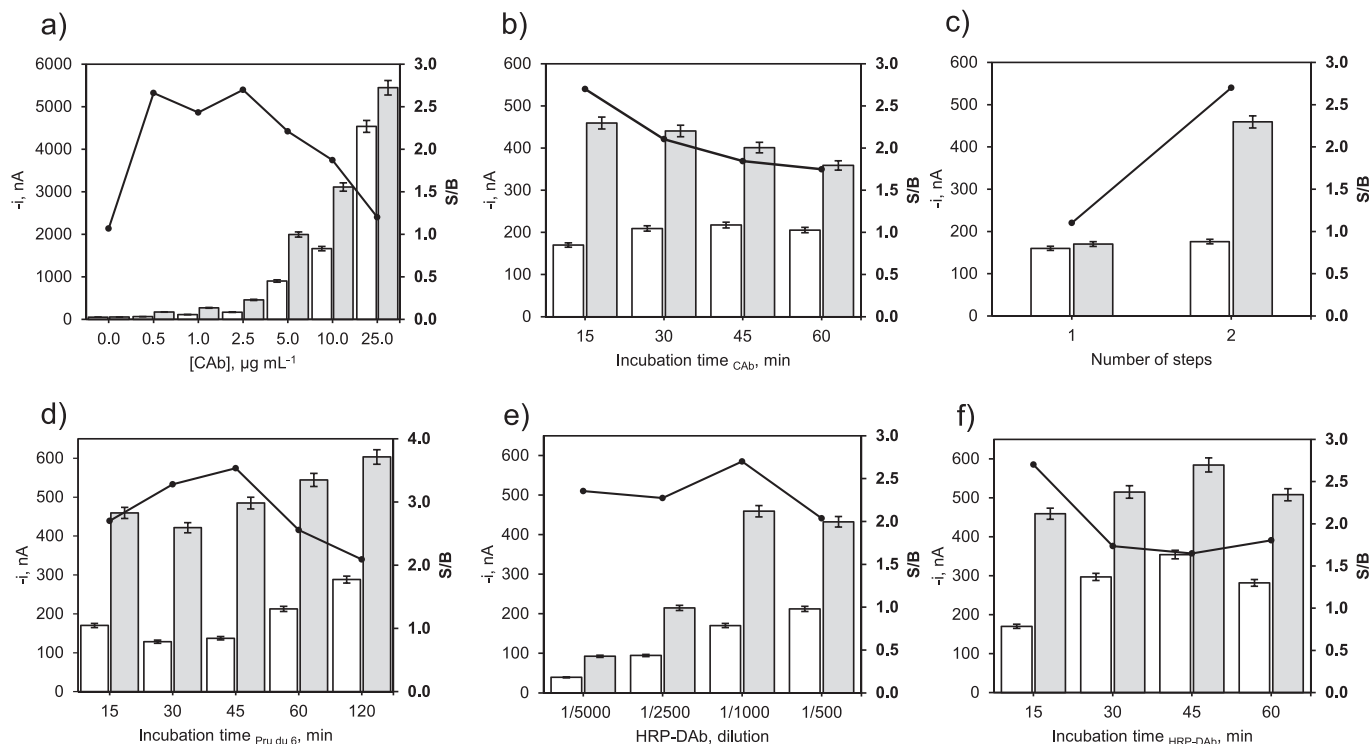 a)
6000
5000
4000
3000
2000
1000
0
-i, nA
3.0
2.5
2.0
1.5
1.0
0.5
0.0
S/B
0.0 0.5 1.0 2.5 5.0 10.0 25.0
[CAb], µg mL⁻¹
b)
600
500
400
300
200
100
0
-i, nA
3.0
2.5
2.0
1.5
1.0
0.5
0.0
S/B
15 30 45 60
Incubation time CAb, min
c)
600
500
400
300
200
100
0
-i, nA
3.0
2.5
2.0
1.5
1.0
0.5
0.0
S/B
1 2
Number of steps
d)
600
500
400
300
200
100
0
-i, nA
4.0
3.0
2.0
1.0
0.0
S/B
15 30 45 60 120
Incubation time Pru du 6, min
e)
600
500
400
300
200
100
0
-i, nA
3.0
2.5
2.0
1.5
1.0
0.5
0.0
S/B
1/5000 1/2500 1/1000 1/500
HRP-DAb, dilution
f)
600
500
400
300
200
100
0
-i, nA
3.0
2.5
2.0
1.5
1.0
0.5
0.0
S/B
15 30 45 60
Incubation time HRP-DAb, min